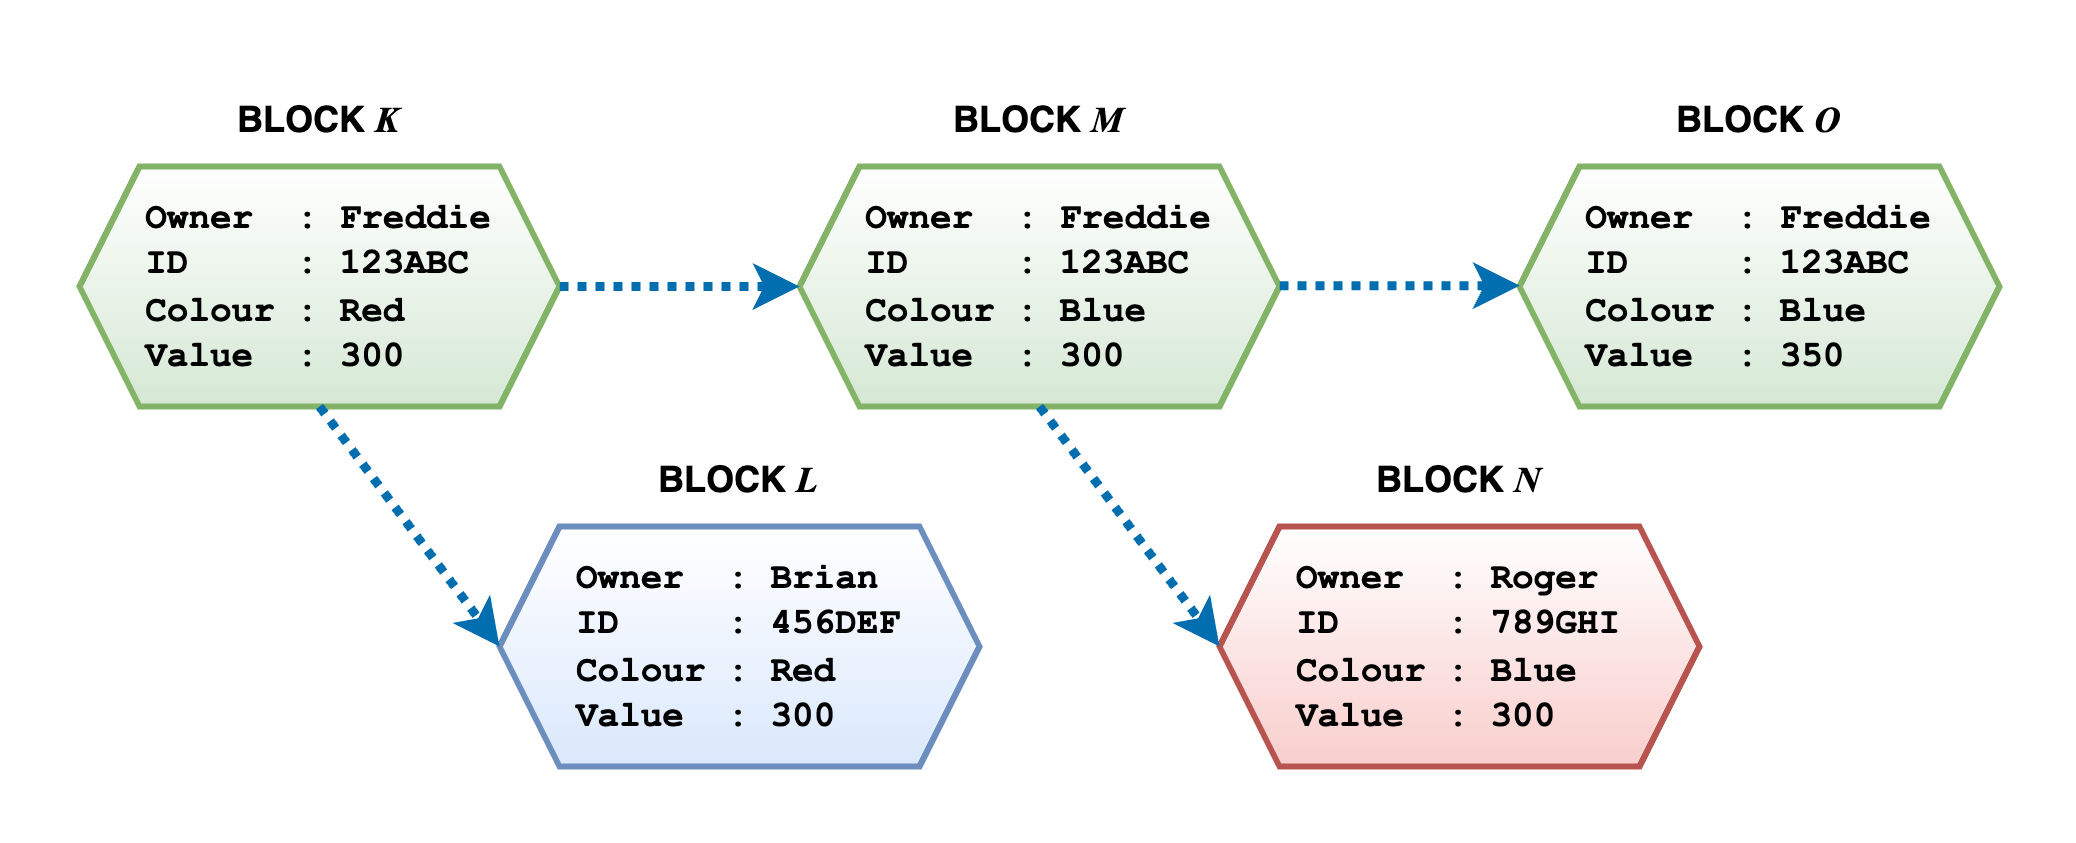 BLOCK K
Owner : Freddie
ID : 123ABC
Colour : Red
Value : 300
BLOCK M
Owner : Freddie
ID : 123ABC
Colour : Blue
Value : 300
BLOCK O
Owner : Freddie
ID : 123ABC
Colour : Blue
Value : 350
BLOCK L
Owner : Brian
ID : 456DEF
Colour : Red
Value : 300
BLOCK N
Owner : Roger
ID : 789GHI
Colour : Blue
Value : 300